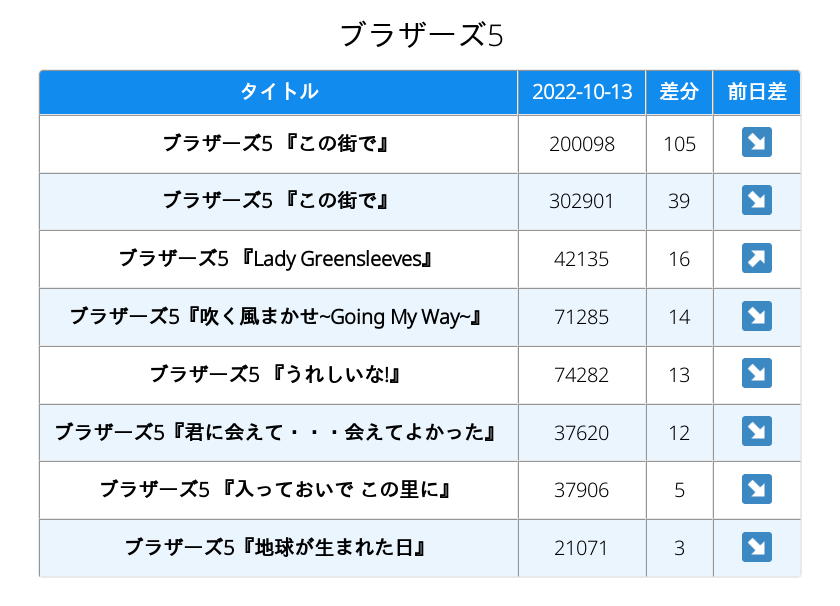 ブラザーズ5
タイトル 2022-10-13 差分 前日差
ブラザーズ5 『この街で』 200098 105 ↘
ブラザーズ5 『この街で』 302901 39 ↘
ブラザーズ5 『Lady Greensleeves』 42135 16 ↗
ブラザーズ5『吹く風まかせ~Going My Way~』 71285 14 ↘
ブラザーズ5 『うれしいな!』 74282 13 ↘
ブラザーズ5『君に会えて・・・会えてよかった』 37620 12 ↘
ブラザーズ5 『入っておいで この里に』 37906 5 ↘
ブラザーズ5『地球が生まれた日』 21071 3 ↘